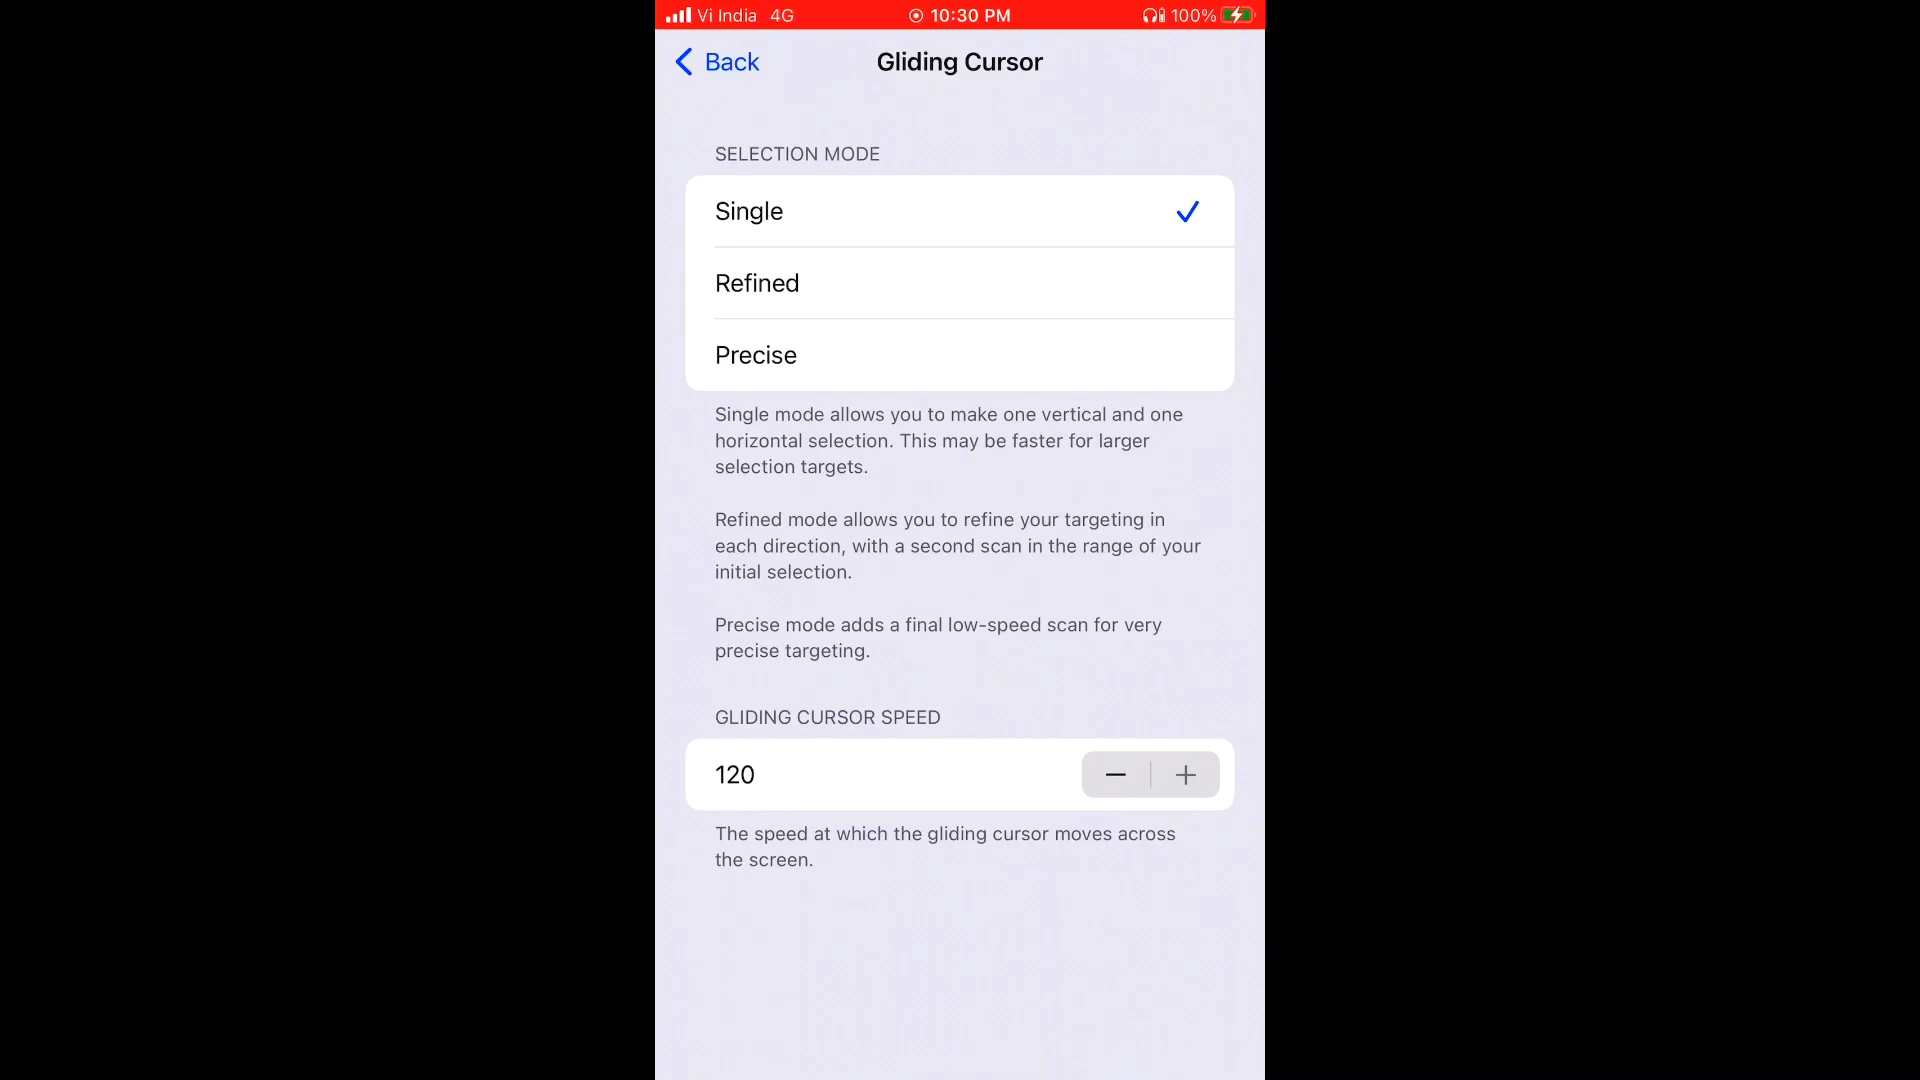 Vi India 4G 10:30 PM 100%
Back Gliding Cursor
SELECTION MODE
Single
Refined
Precise
Single mode allows you to make one vertical and one
horizontal selection. This may be faster for larger
selection targets.
Refined mode allows you to refine your targeting in
each direction, with a second scan in the range of your
initial selection.
Precise mode adds a final low-speed scan for very
precise targeting.
GLIDING CURSOR SPEED
120
The speed at which the gliding cursor moves across
the screen.